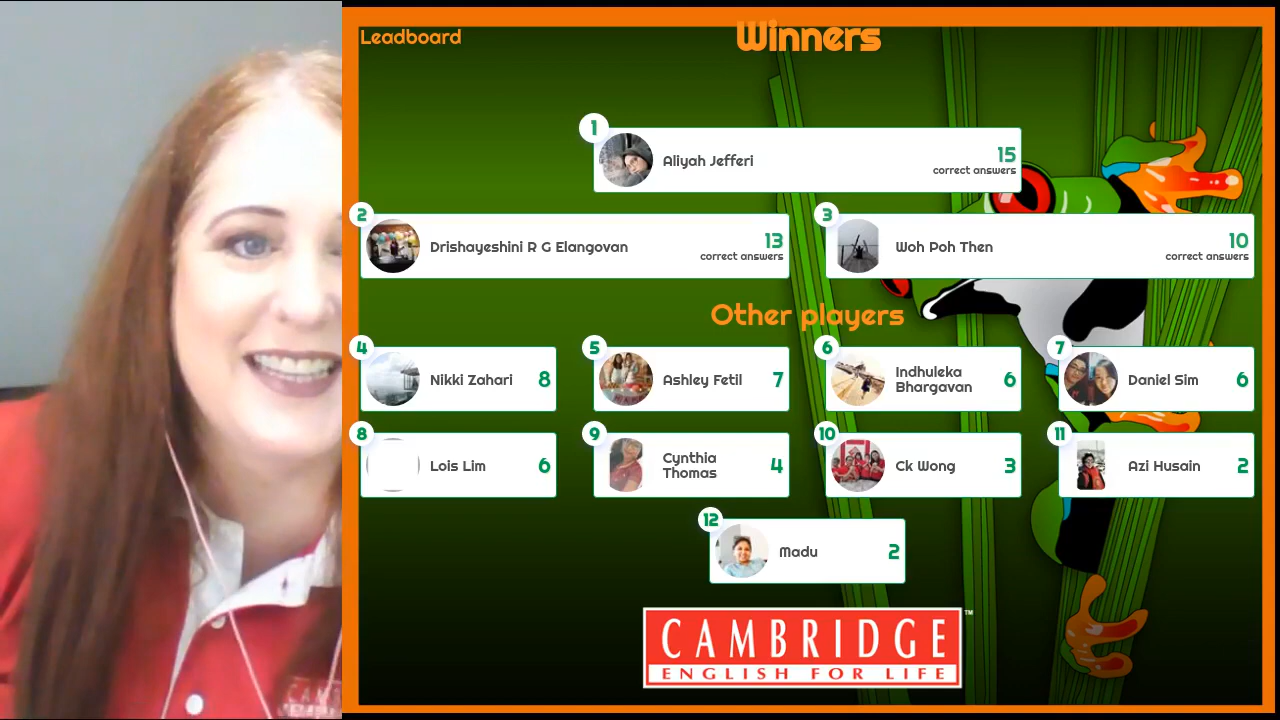 Leadboard
Winners
1
Aliyah Jefferi
15
correct answers
2
Drishayeshini R G Elangovan
13
correct answers
3
Woh Poh Then
10
correct answers
Other players
4
Nikki Zahari
8
5
Ashley Fetil
7
6
Indhuleka
Bhargavan
6
7
Daniel Sim
6
8
Lois Lim
6
9
Cynthia
Thomas
4
10
Ck Wong
3
11
Azi Husain
2
12
Madu
2
CAMBRIDGE™
ENGLISH FOR LIFE